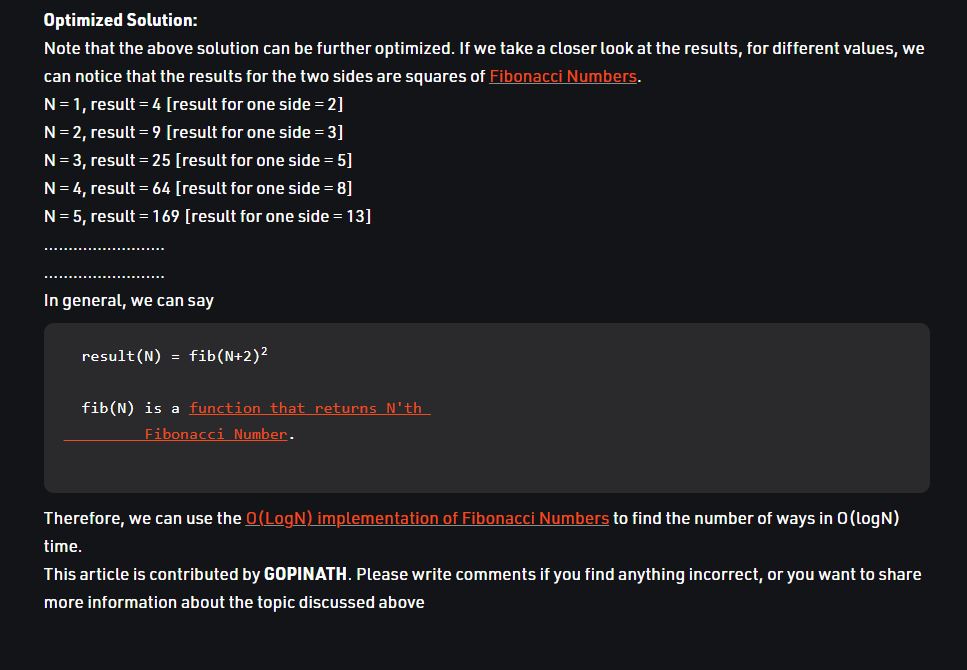 Optimized Solution:
Note that the above solution can be further optimized. If we take a closer look at the results, for different values, we
can notice that the results for the two sides are squares of Fibonacci Numbers.
N = 1, result = 4 [result for one side = 2]
N = 2, result = 9 [result for one side = 3]
N = 3, result = 25 [result for one side = 5]
N = 4, result = 64 [result for one side = 8]
N = 5, result = 169 [result for one side = 13]
.........................
.........................
In general, we can say
result(N) = fib(N+2)²
fib(N) is a function that returns N'th
Fibonacci Number.
Therefore, we can use the O(LogN) implementation of Fibonacci Numbers to find the number of ways in O(logN)
time.
This article is contributed by GOPINATH. Please write comments if you find anything incorrect, or you want to share
more information about the topic discussed above